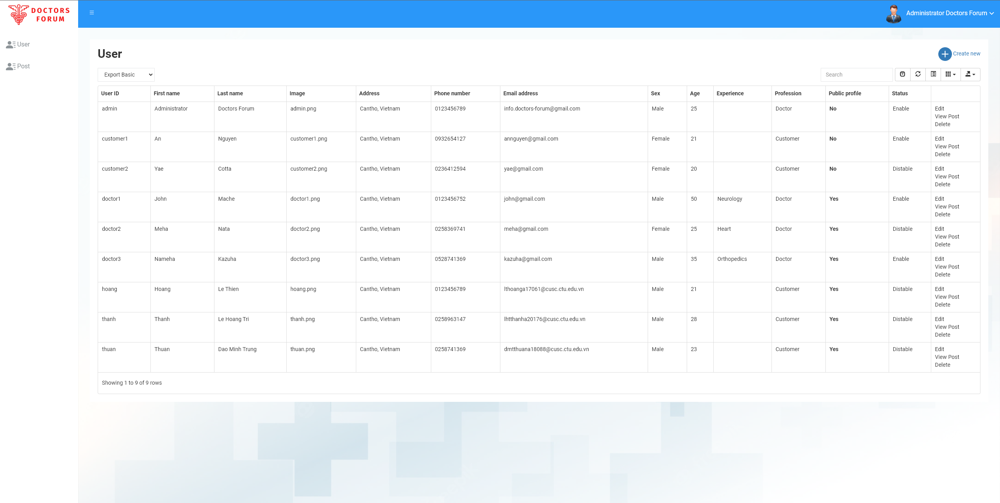 DOCTORS
FORUM
Administrator Doctors Forum
User
Post
User
Create new
Export Basic
Search
User ID First name Last name Image Address Phone number Email address Sex Age Experience Profession Public profile Status
admin Administrator Doctors Forum admin.png Cantho, Vietnam 0123456789 info.doctors-forum@gmail.com Male 25 Doctor No Enable Edit
View Post
Delete
customer1 An Nguyen customer1.png Cantho, Vietnam 0932654127 annguyen@gmail.com Female 21 Customer No Enable Edit
View Post
Delete
customer2 Yae Cotta customer2.png Cantho, Vietnam 0236412594 yae@gmail.com Female 20 Customer No Distable Edit
View Post
Delete
doctor1 John Mache doctor1.png Cantho, Vietnam 0123456752 john@gmail.com Male 50 Neurology Doctor Yes Enable Edit
View Post
Delete
doctor2 Meha Nata doctor2.png Cantho, Vietnam 0258369741 meha@gmail.com Female 25 Heart Doctor Yes Distable Edit
View Post
Delete
doctor3 Nameha Kazuha doctor3.png Cantho, Vietnam 0528741369 kazuha@gmail.com Male 35 Orthopedics Doctor Yes Enable Edit
View Post
Delete
hoang Hoang Le Thien hoang.png Cantho, Vietnam 0123456789 lthoanga17061@cusc.ctu.edu.vn Male 21 Customer Yes Distable Edit
View Post
Delete
thanh Thanh Le Hoang Tri thanh.png Cantho, Vietnam 0258963147 lhtthanha20176@cusc.ctu.edu.vn Male 28 Customer Yes Distable Edit
View Post
Delete
thuan Thuan Dao Minh Trung thuan.png Cantho, Vietnam 0258741369 dmtthuana18088@cusc.ctu.edu.vn Male 23 Customer Yes Distable Edit
View Post
Delete
Showing 1 to 9 of 9 rows